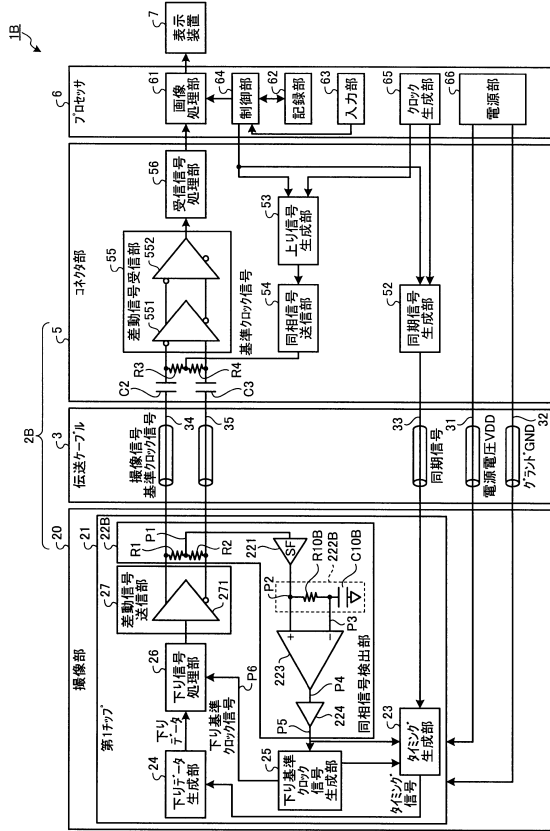 1B
2B
20
撮像部
21
第1チップ
22B
27
差動信号
送信部
271
R1
R2
P1
221
SF
P2
R10B
222B
C10B
P3
223
P4
224
P5
同相信号検出部
26
下り信号
処理部
P6
下り
データ
下り基準
クロック信号
24
下りデータ
生成部
25
下り基準
クロック
信号
生成部
23
タイミング
生成部
タイミング
信号
3
伝送ケーブル
撮像信号
基準クロック信号
34
35
33
同期信号
31
電源電圧VDD
32
グランドGND
5
コネクタ部
C2
C3
R3
R4
55
差動信号受信部
551
552
基準クロック信号
56
受信信号
処理部
53
上り信号
生成部
54
同相信号
送信部
52
同期信号
生成部
6
プロセッサ
61
画像
処理部
64
制御部
62
記録部
63
入力部
65
クロック
生成部
66
電源部
7
表示
装置